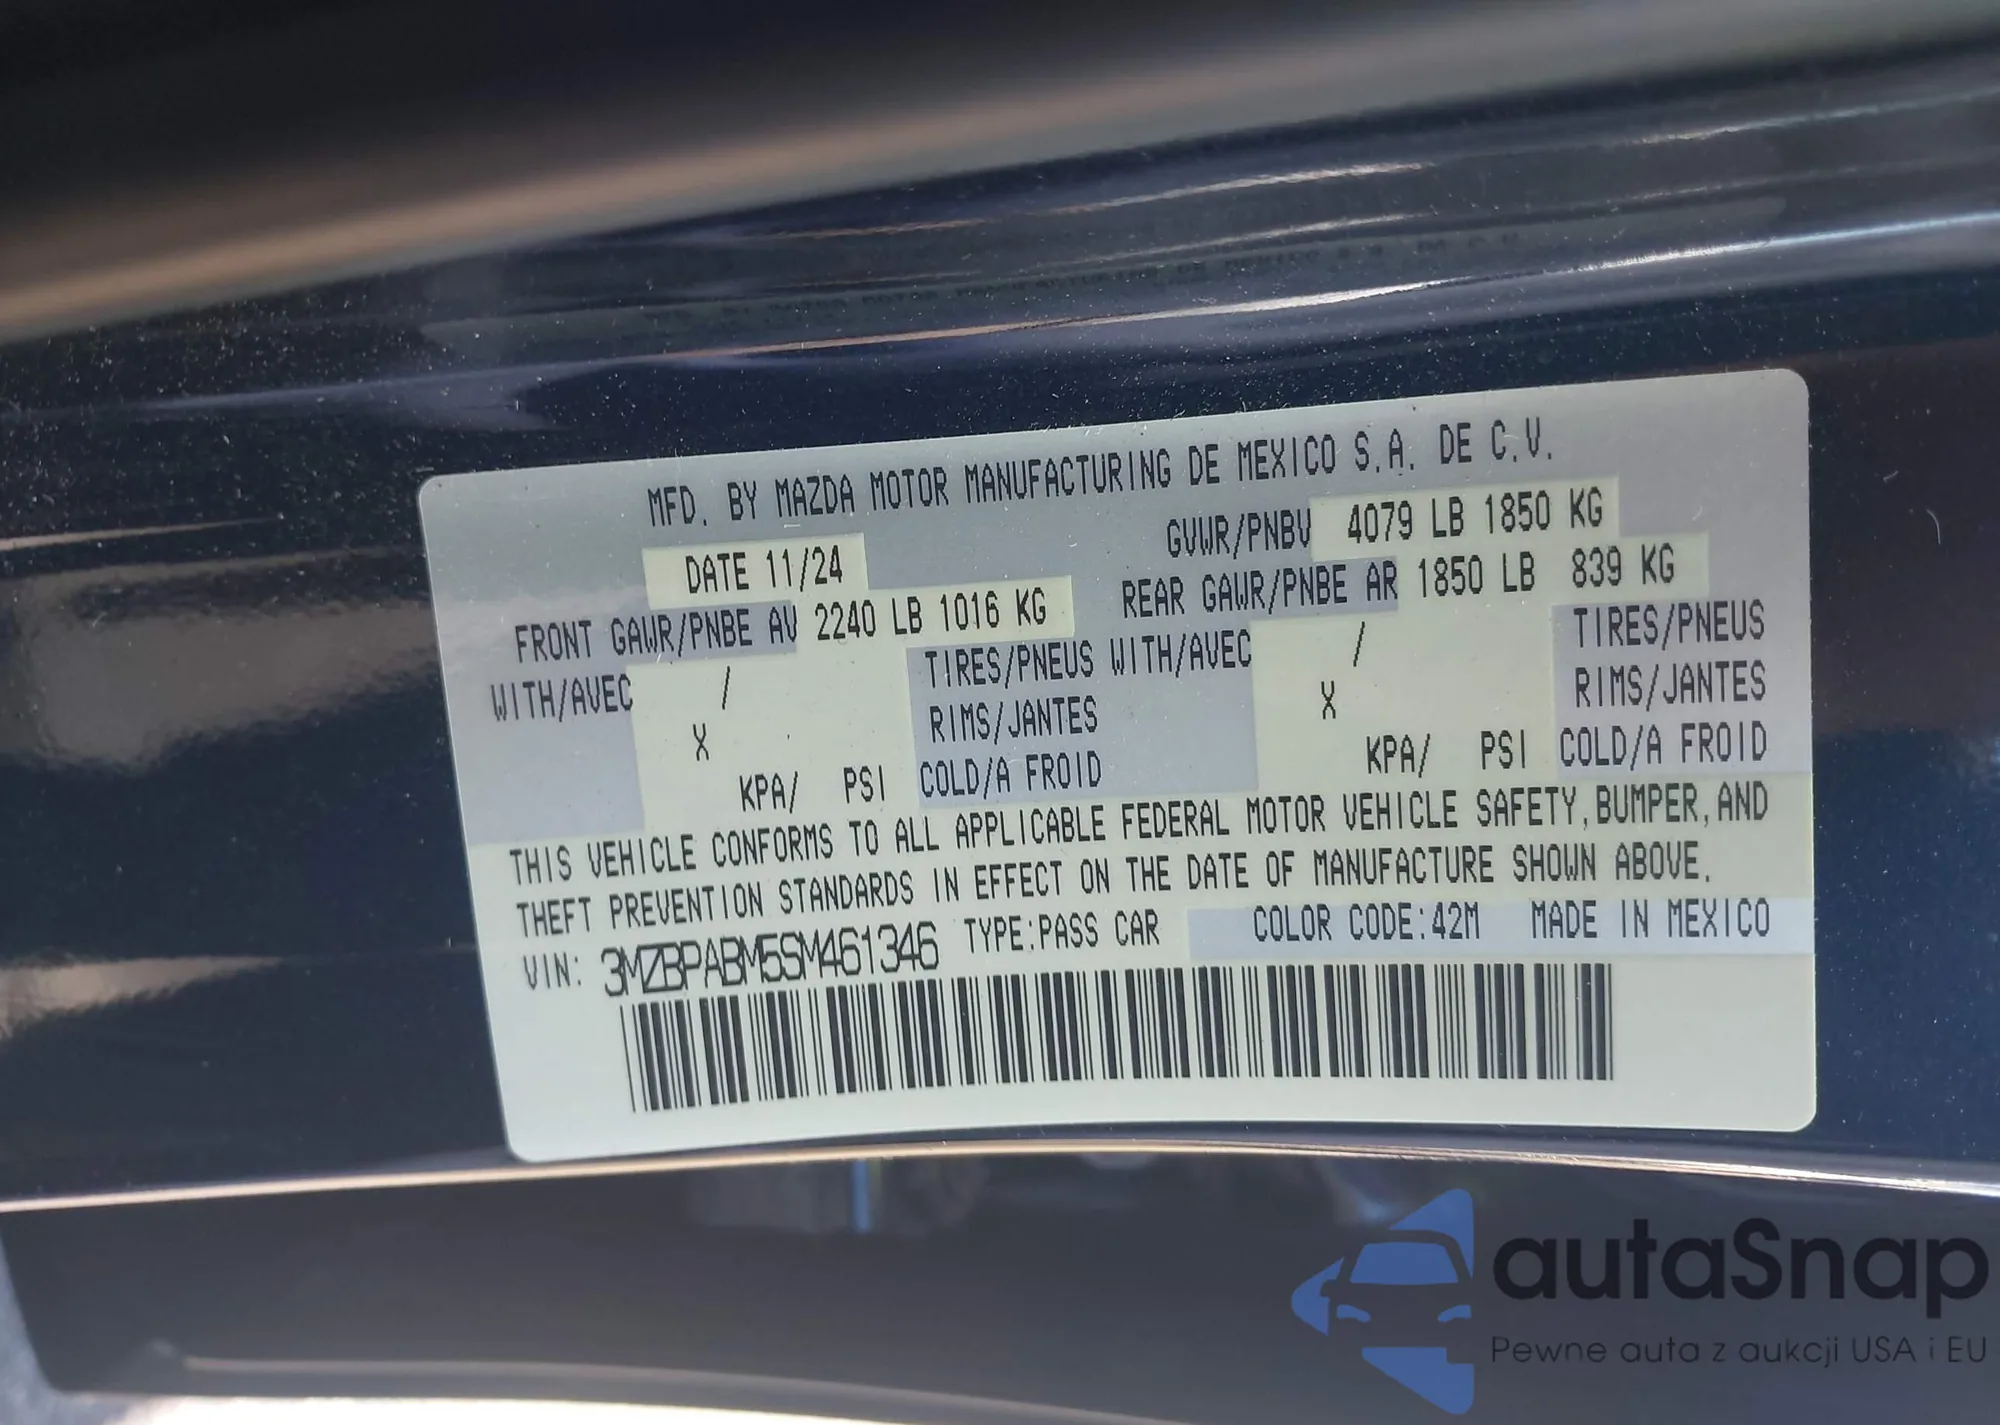 MFD. BY MAZDA MOTOR MANUFACTURING DE MEXICO S.A. DE C.V.
DATE 11/24 GVWR/PNBV 4079 LB 1850 KG
FRONT GAWR/PNBE AV 2240 LB 1016 KG REAR GAWR/PNBE AR 1850 LB 839 KG
WITH/AVEC / TIRES/PNEUS WITH/AVEC / TIRES/PNEUS
X RIMS/JANTES X RIMS/JANTES
KPA/ PSI COLD/A FROID KPA/ PSI COLD/A FROID
THIS VEHICLE CONFORMS TO ALL APPLICABLE FEDERAL MOTOR VEHICLE SAFETY, BUMPER, AND
THEFT PREVENTION STANDARDS IN EFFECT ON THE DATE OF MANUFACTURE SHOWN ABOVE.
VIN: 3MZBPABM5SM461346 TYPE:PASS CAR COLOR CODE:42M MADE IN MEXICO
autaSnap
Pewne auta z aukcji USA i EU